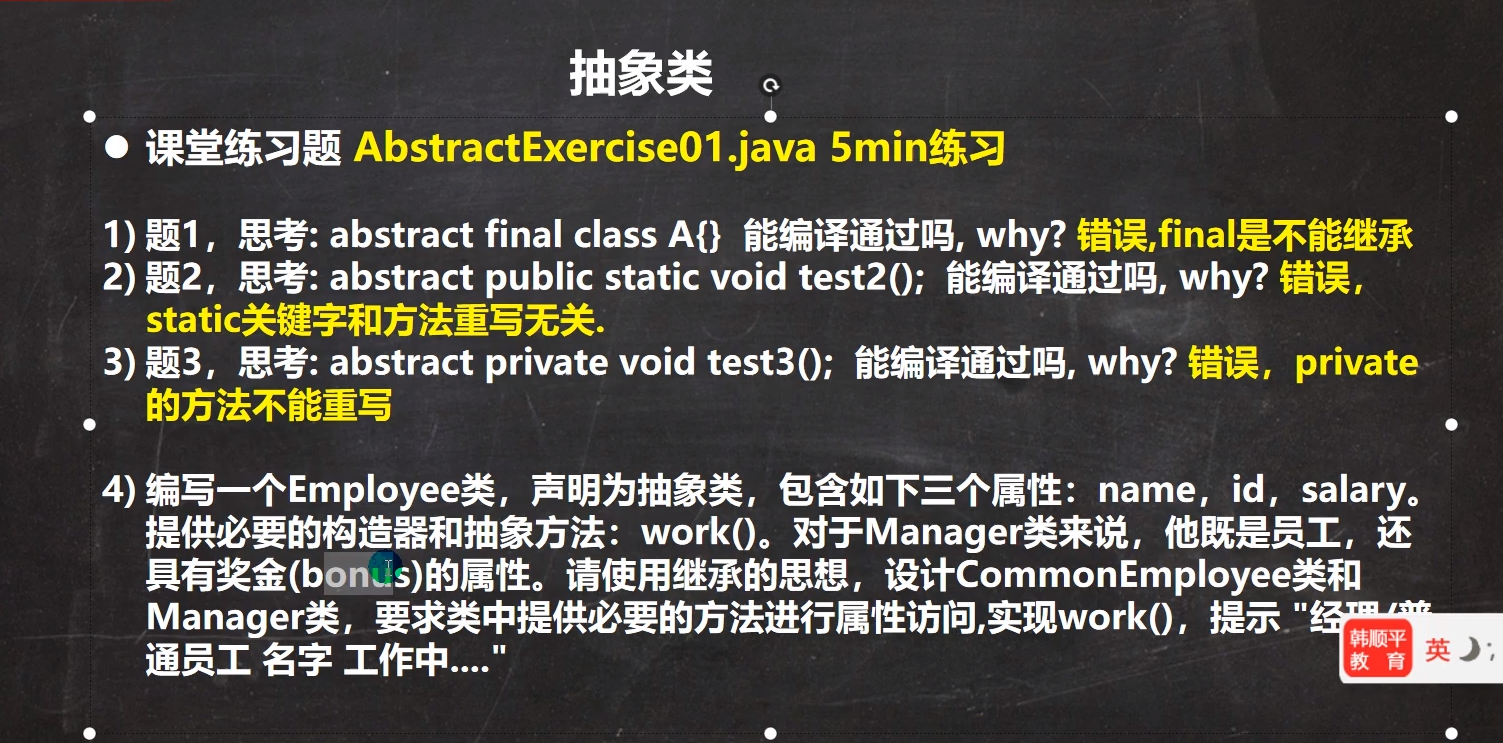 抽象类
● 课堂练习题 AbstractExercise01.java 5min练习
1) 题1，思考: abstract final class A{} 能编译通过吗, why? 错误,final是不能继承
2) 题2，思考: abstract public static void test2(); 能编译通过吗, why? 错误，
static关键字和方法重写无关.
3) 题3，思考: abstract private void test3(); 能编译通过吗, why? 错误，private
的方法不能重写
4) 编写一个Employee类，声明为抽象类，包含如下三个属性：name，id，salary。
提供必要的构造器和抽象方法：work()。对于Manager类来说，他既是员工，还
具有奖金(bonus)的属性。请使用继承的思想，设计CommonEmployee类和
Manager类，要求类中提供必要的方法进行属性访问,实现work()，提示 "经理/普
通员工 名字 工作中...."
韩顺平
教 育
英